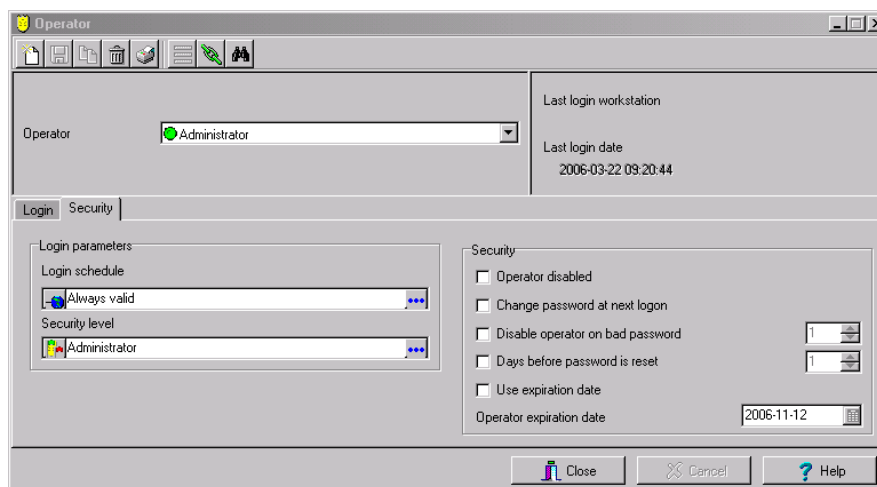 Operator
Operator
Administrator
Last login workstation
Last login date
2006-03-22 09:20:44
Login
Security
Login parameters
Login schedule
Always valid
Security level
Administrator
Security
Operator disabled
Change password at next logon
Disable operator on bad password
1
Days before password is reset
1
Use expiration date
Operator expiration date
2006-11-12
Close
Cancel
Help